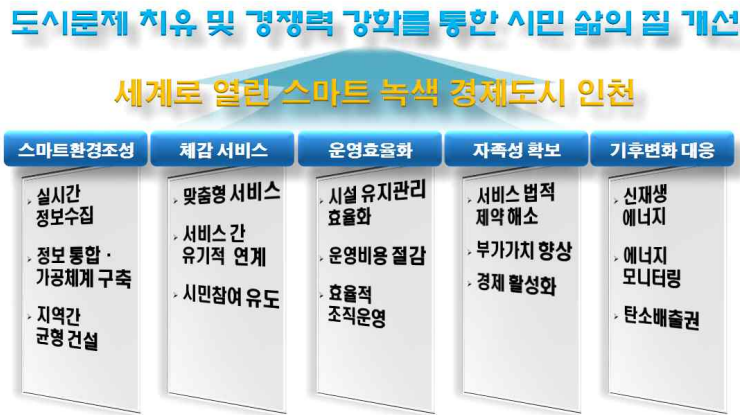 도시문제 치유 및 경쟁력 강화를 통한 시민 삶의 질 개선
세계로 열린 스마트 녹색 경제도시 인천
스마트환경조성
실시간
정보수집
정보 통합 ·
가공체계 구축
지역간
균형 건설
체감 서비스
맞춤형 서비스
서비스 간
유기적 연계
시민참여 유도
운영효율화
시설 유지관리
효율화
운영비용 절감
효율적
조직운영
자족성 확보
서비스 법적
제약 해소
부가가치 향상
경제 활성화
기후변화 대응
신재생
에너지
에너지
모니터링
탄소배출권